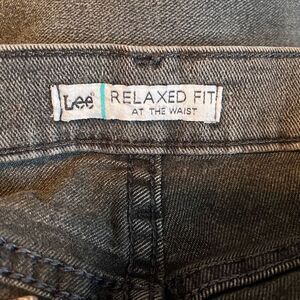 Lee RELAXED FIT
AT THE WAIST